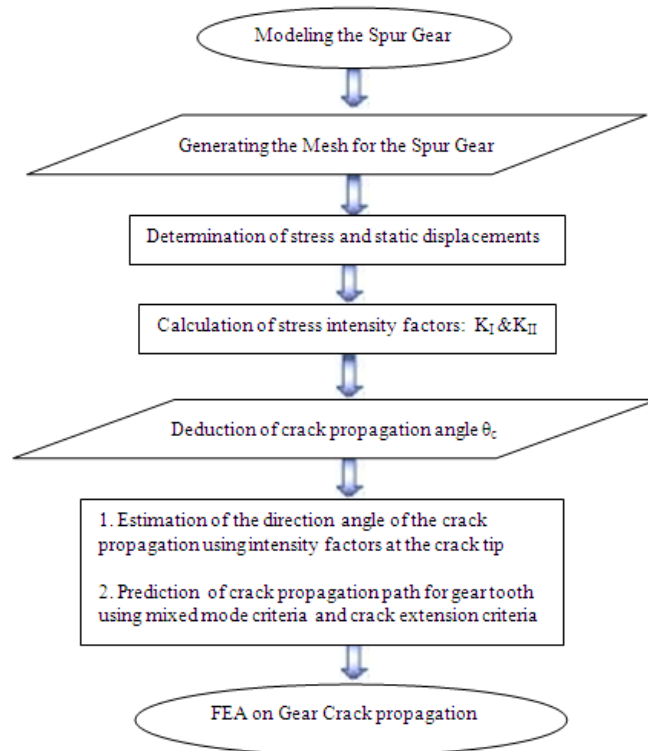 Modeling the Spur Gear
Generating the Mesh for the Spur Gear
Determination of stress and static displacements
Calculation of stress intensity factors: K_I &K_II
Deduction of crack propagation angle θ_c
1. Estimation of the direction angle of the crack
propagation using intensity factors at the crack tip
2. Prediction of crack propagation path for gear tooth
using mixed mode criteria and crack extension criteria
FEA on Gear Crack propagation